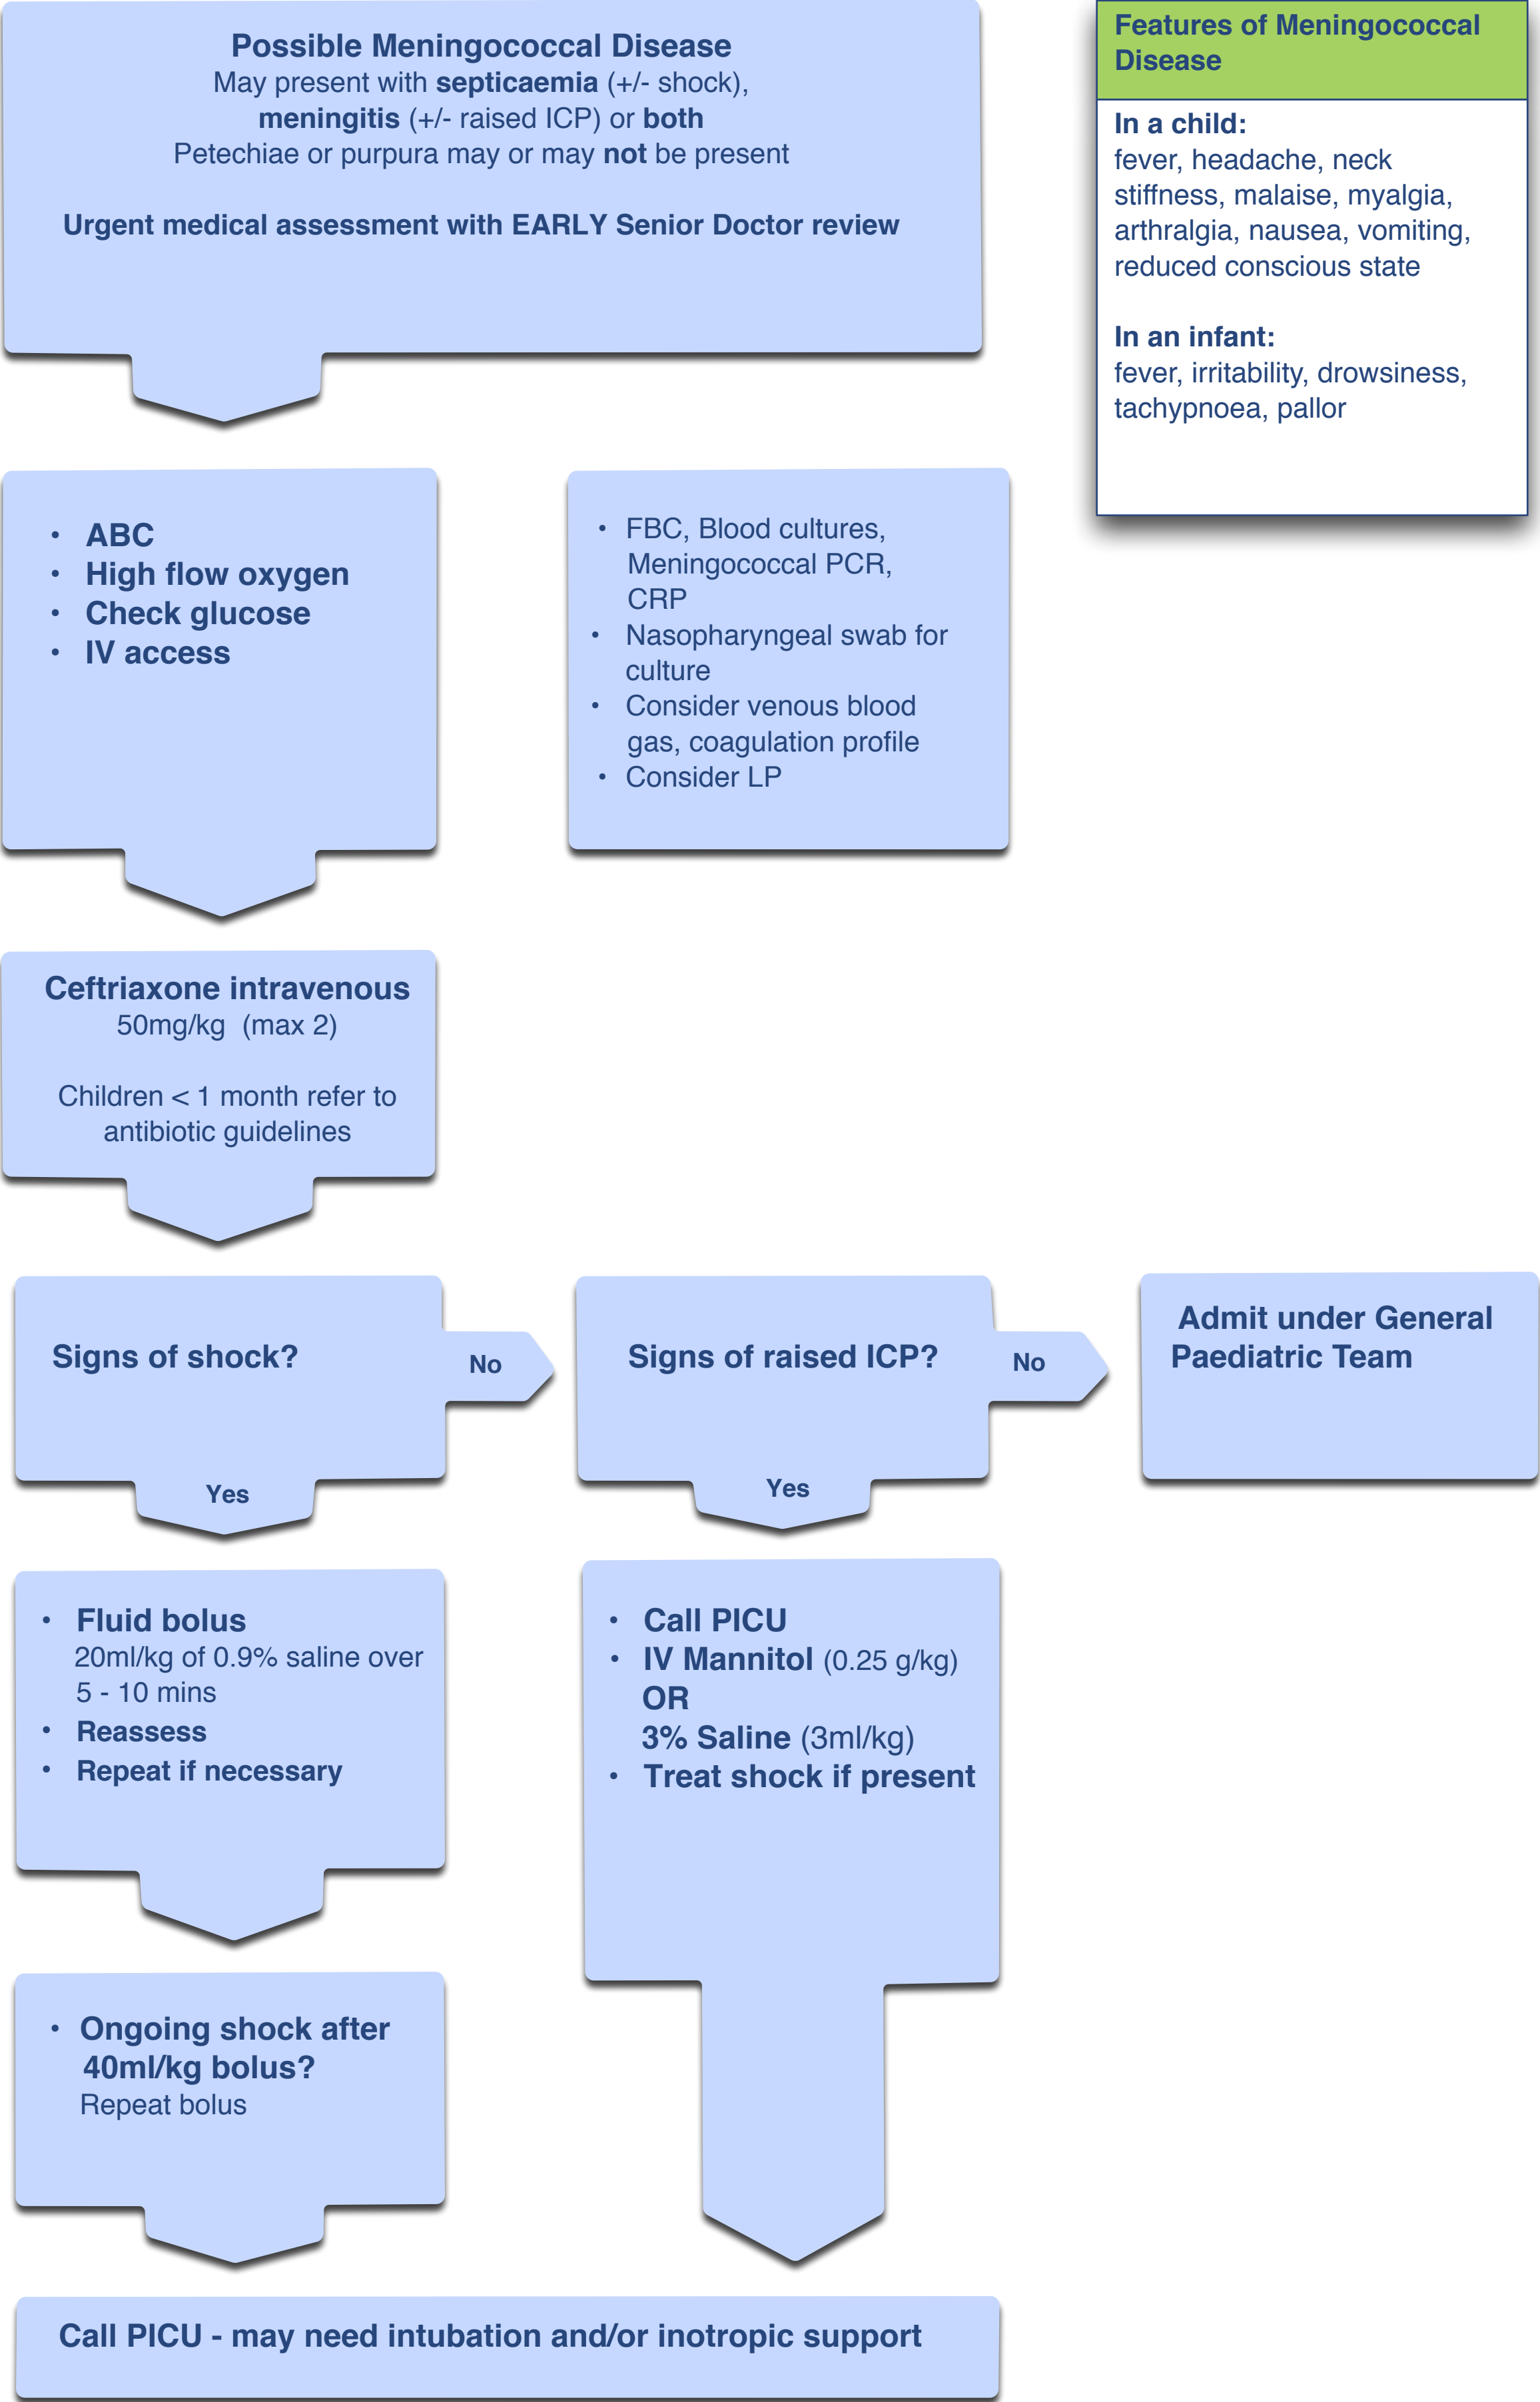 Possible Meningococcal Disease
May present with septicaemia (+/- shock),
meningitis (+/- raised ICP) or both
Petechiae or purpura may or may not be present
Urgent medical assessment with EARLY Senior Doctor review
Features of Meningococcal
Disease
In a child:
fever, headache, neck
stiffness, malaise, myalgia,
arthralgia, nausea, vomiting,
reduced conscious state
In an infant:
fever, irritability, drowsiness,
tachypnoea, pallor
• ABC
• High flow oxygen
• Check glucose
• IV access
• FBC, Blood cultures,
Meningococcal PCR,
CRP
• Nasopharyngeal swab for
culture
• Consider venous blood
gas, coagulation profile
• Consider LP
Ceftriaxone intravenous
50mg/kg (max 2)
Children < 1 month refer to
antibiotic guidelines
Signs of shock?
No
Yes
Signs of raised ICP?
No
Yes
Admit under General
Paediatric Team
• Fluid bolus
20ml/kg of 0.9% saline over
5 - 10 mins
• Reassess
• Repeat if necessary
• Call PICU
• IV Mannitol (0.25 g/kg)
OR
3% Saline (3ml/kg)
• Treat shock if present
• Ongoing shock after
40ml/kg bolus?
Repeat bolus
Call PICU - may need intubation and/or inotropic support